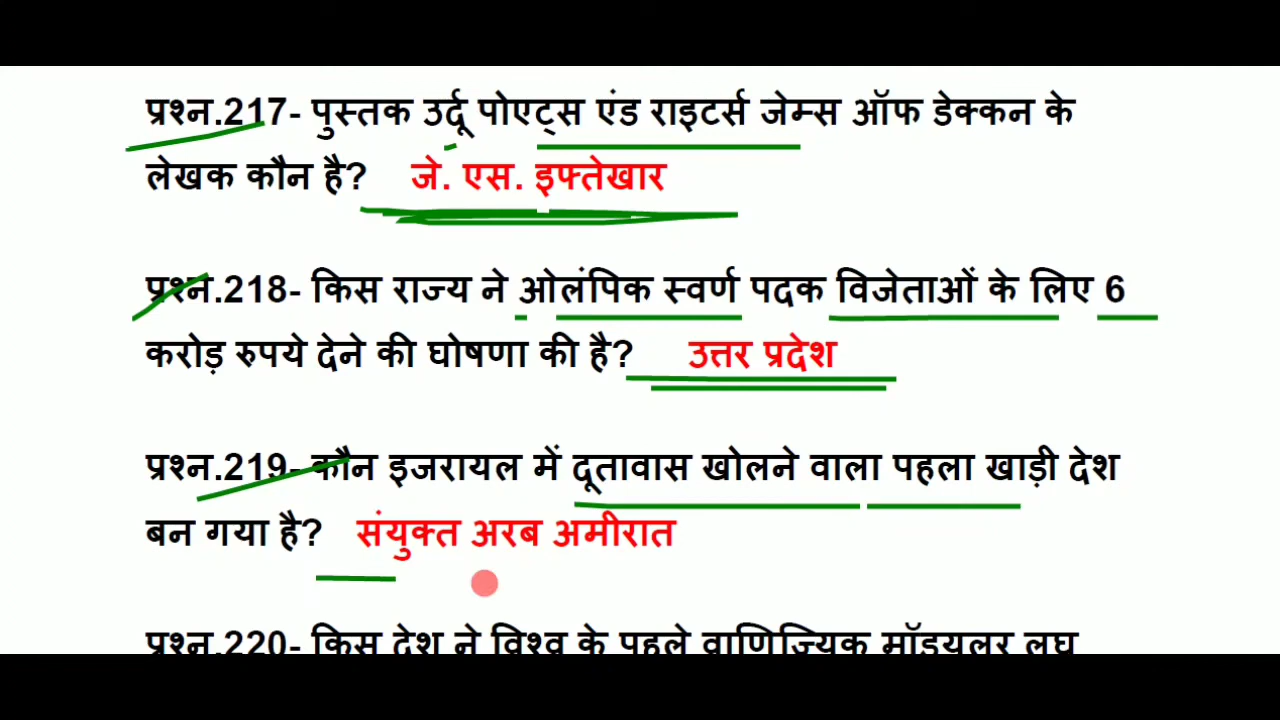 प्रश्न.217- पुस्तक उर्दू पोएट्स एंड राइटर्स जेम्स ऑफ डेक्कन के
लेखक कौन है? जे. एस. इफ्तेखार
प्रश्न.218- किस राज्य ने ओलंपिक स्वर्ण पदक विजेताओं के लिए 6
करोड़ रुपये देने की घोषणा की है? उत्तर प्रदेश
प्रश्न.219- कौन इजरायल में दूतावास खोलने वाला पहला खाड़ी देश
बन गया है? संयुक्त अरब अमीरात
प्रश्न.220- किस देश ने विश्व के पहले वाणिज्यिक मॉड्यूलर लघु